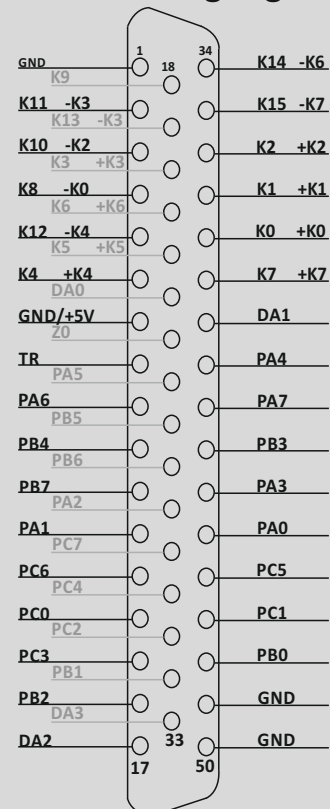 1 34
GND K14 -K6
18
K9
K11 -K3 K15 -K7
K13 -K3
K10 -K2 K2 +K2
K3 +K3
K8 -K0 K1 +K1
K6 +K6
K12 -K4 K0 +K0
K5 +K5
K4 +K4 K7 +K7
DA0
GND/+5V DA1
Z0
TR PA4
PA5
PA6 PA7
PB5
PB4 PB3
PB6
PB7 PA3
PA2
PA1 PA0
PC7
PC6 PC5
PC4
PC0 PC1
PC2
PC3 PB0
PB1
PB2 GND
DA3
33
DA2 GND
17 50